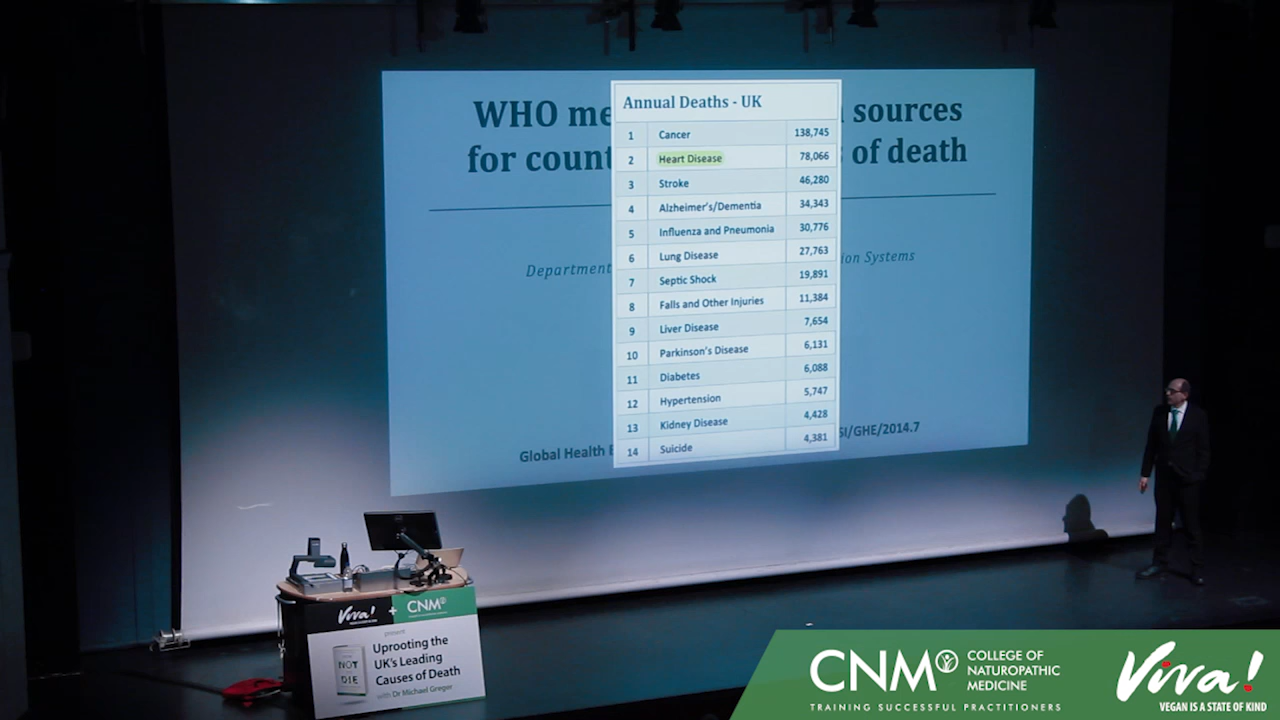 WHO me
sources
for count
of death
Department
ion Systems
Global Health
SI/GHE/2014.7
Annual Deaths - UK
1 Cancer 138,745
2 Heart Disease 78,066
3 Stroke 46,280
4 Alzheimer's/Dementia 34,343
5 Influenza and Pneumonia 30,776
6 Lung Disease 27,763
7 Septic Shock 19,891
8 Falls and Other Injuries 11,384
9 Liver Disease 7,654
10 Parkinson's Disease 6,131
11 Diabetes 6,088
12 Hypertension 5,747
13 Kidney Disease 4,428
14 Suicide 4,381
Viva! + CNM
present
Uprooting the
UK's Leading
Causes of Death
with Dr Michael Greger
NOT
DIE
CNM
COLLEGE OF
NATUROPATHIC
MEDICINE
TRAINING SUCCESSFUL PRACTITIONERS
Viva!
VEGAN IS A STATE OF KIND